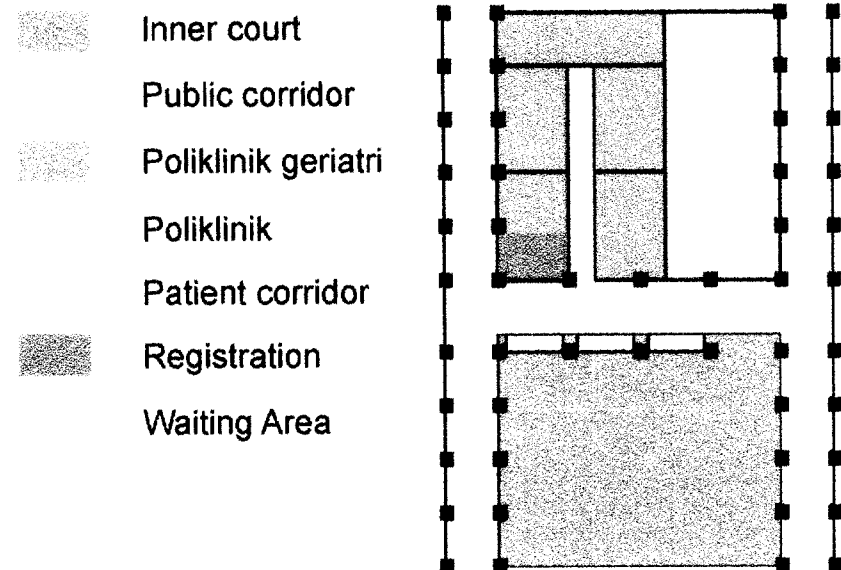 Inner court
Public corridor
Poliklinik geriatri
Poliklinik
Patient corridor
Registration
Waiting Area